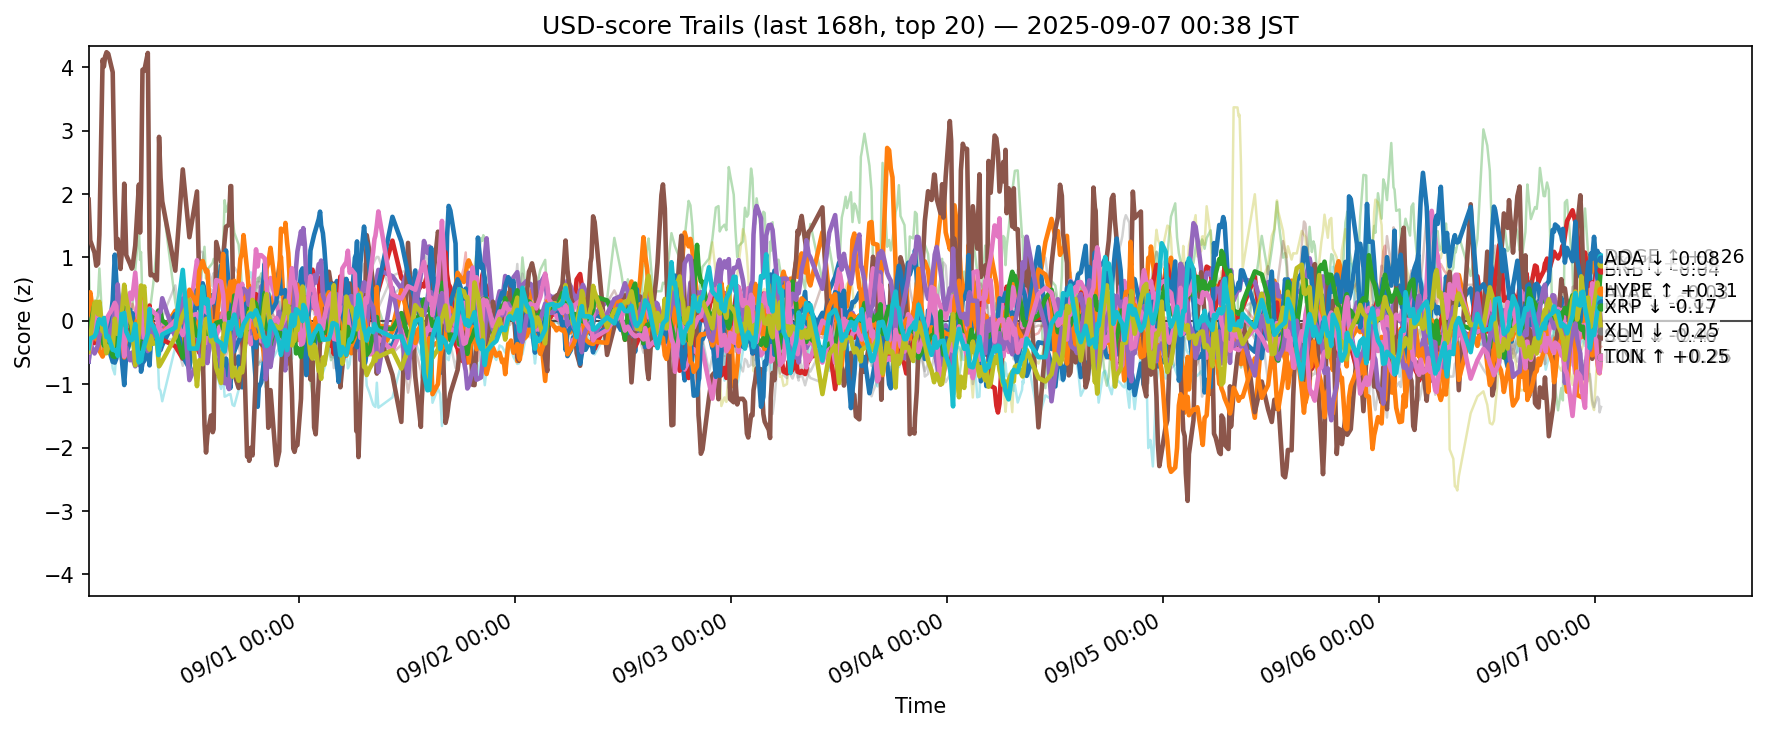 USD-score Trails (last 168h, top 20) — 2025-09-07 00:38 JST
Score (z)
4
3
2
1
0
−1
−2
−3
−4
ADA ↓ -0.08
HYPE ↑ +0.31
XRP ↓ -0.17
XLM ↓ -0.25
TON ↑ +0.25
09/01 00:00
09/02 00:00
09/03 00:00
09/04 00:00
09/05 00:00
09/06 00:00
09/07 00:00
Time